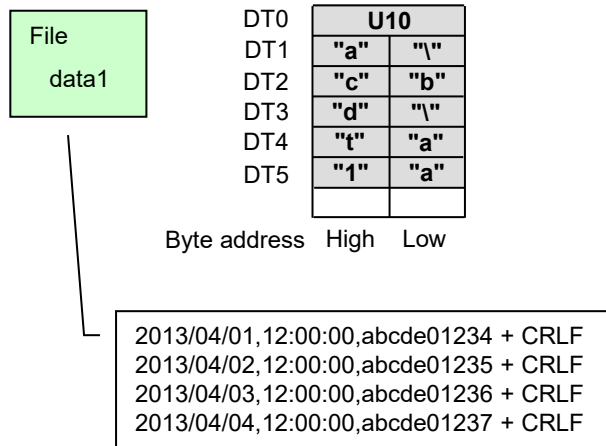 File
data1
DT0 U10
DT1 "a" "\"
DT2 "c" "b"
DT3 "d" "\"
DT4 "t" "a"
DT5 "1" "a"
Byte address High Low
2013/04/01,12:00:00,abcde01234 + CRLF
2013/04/02,12:00:00,abcde01235 + CRLF
2013/04/03,12:00:00,abcde01236 + CRLF
2013/04/04,12:00:00,abcde01237 + CRLF